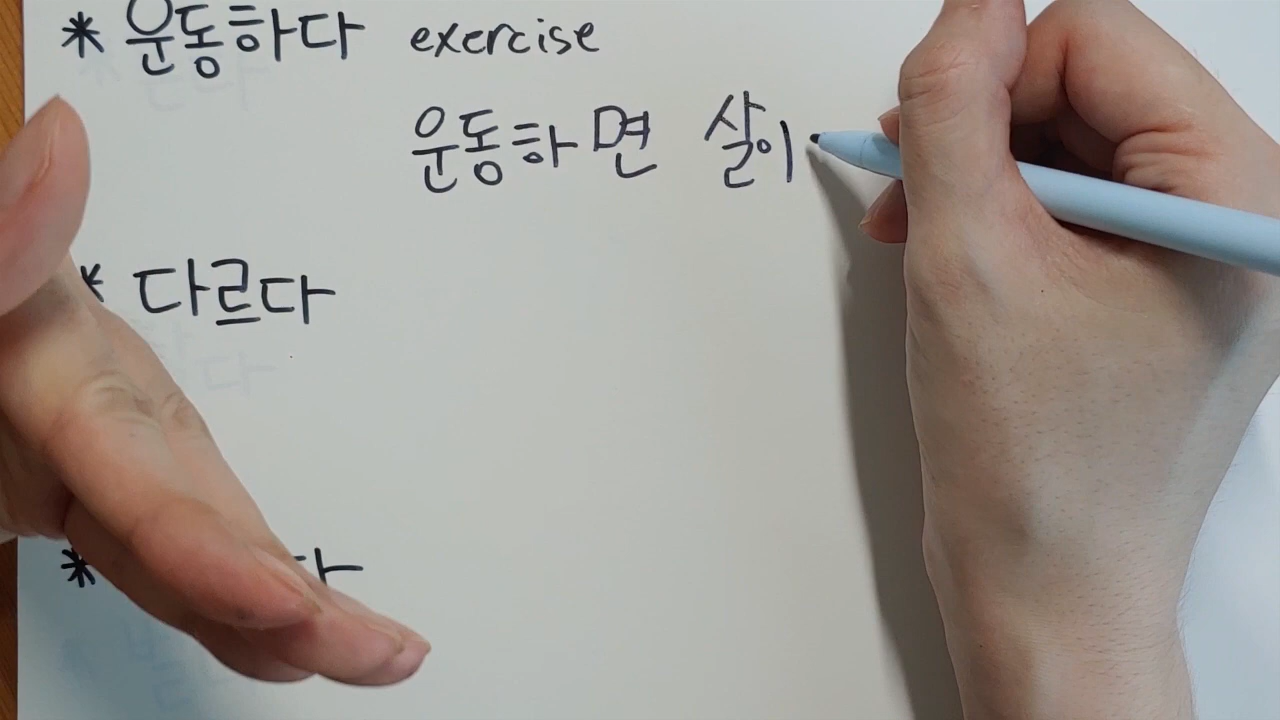 * 운동하다 exercise
운동하면 살이
* 다르다
*